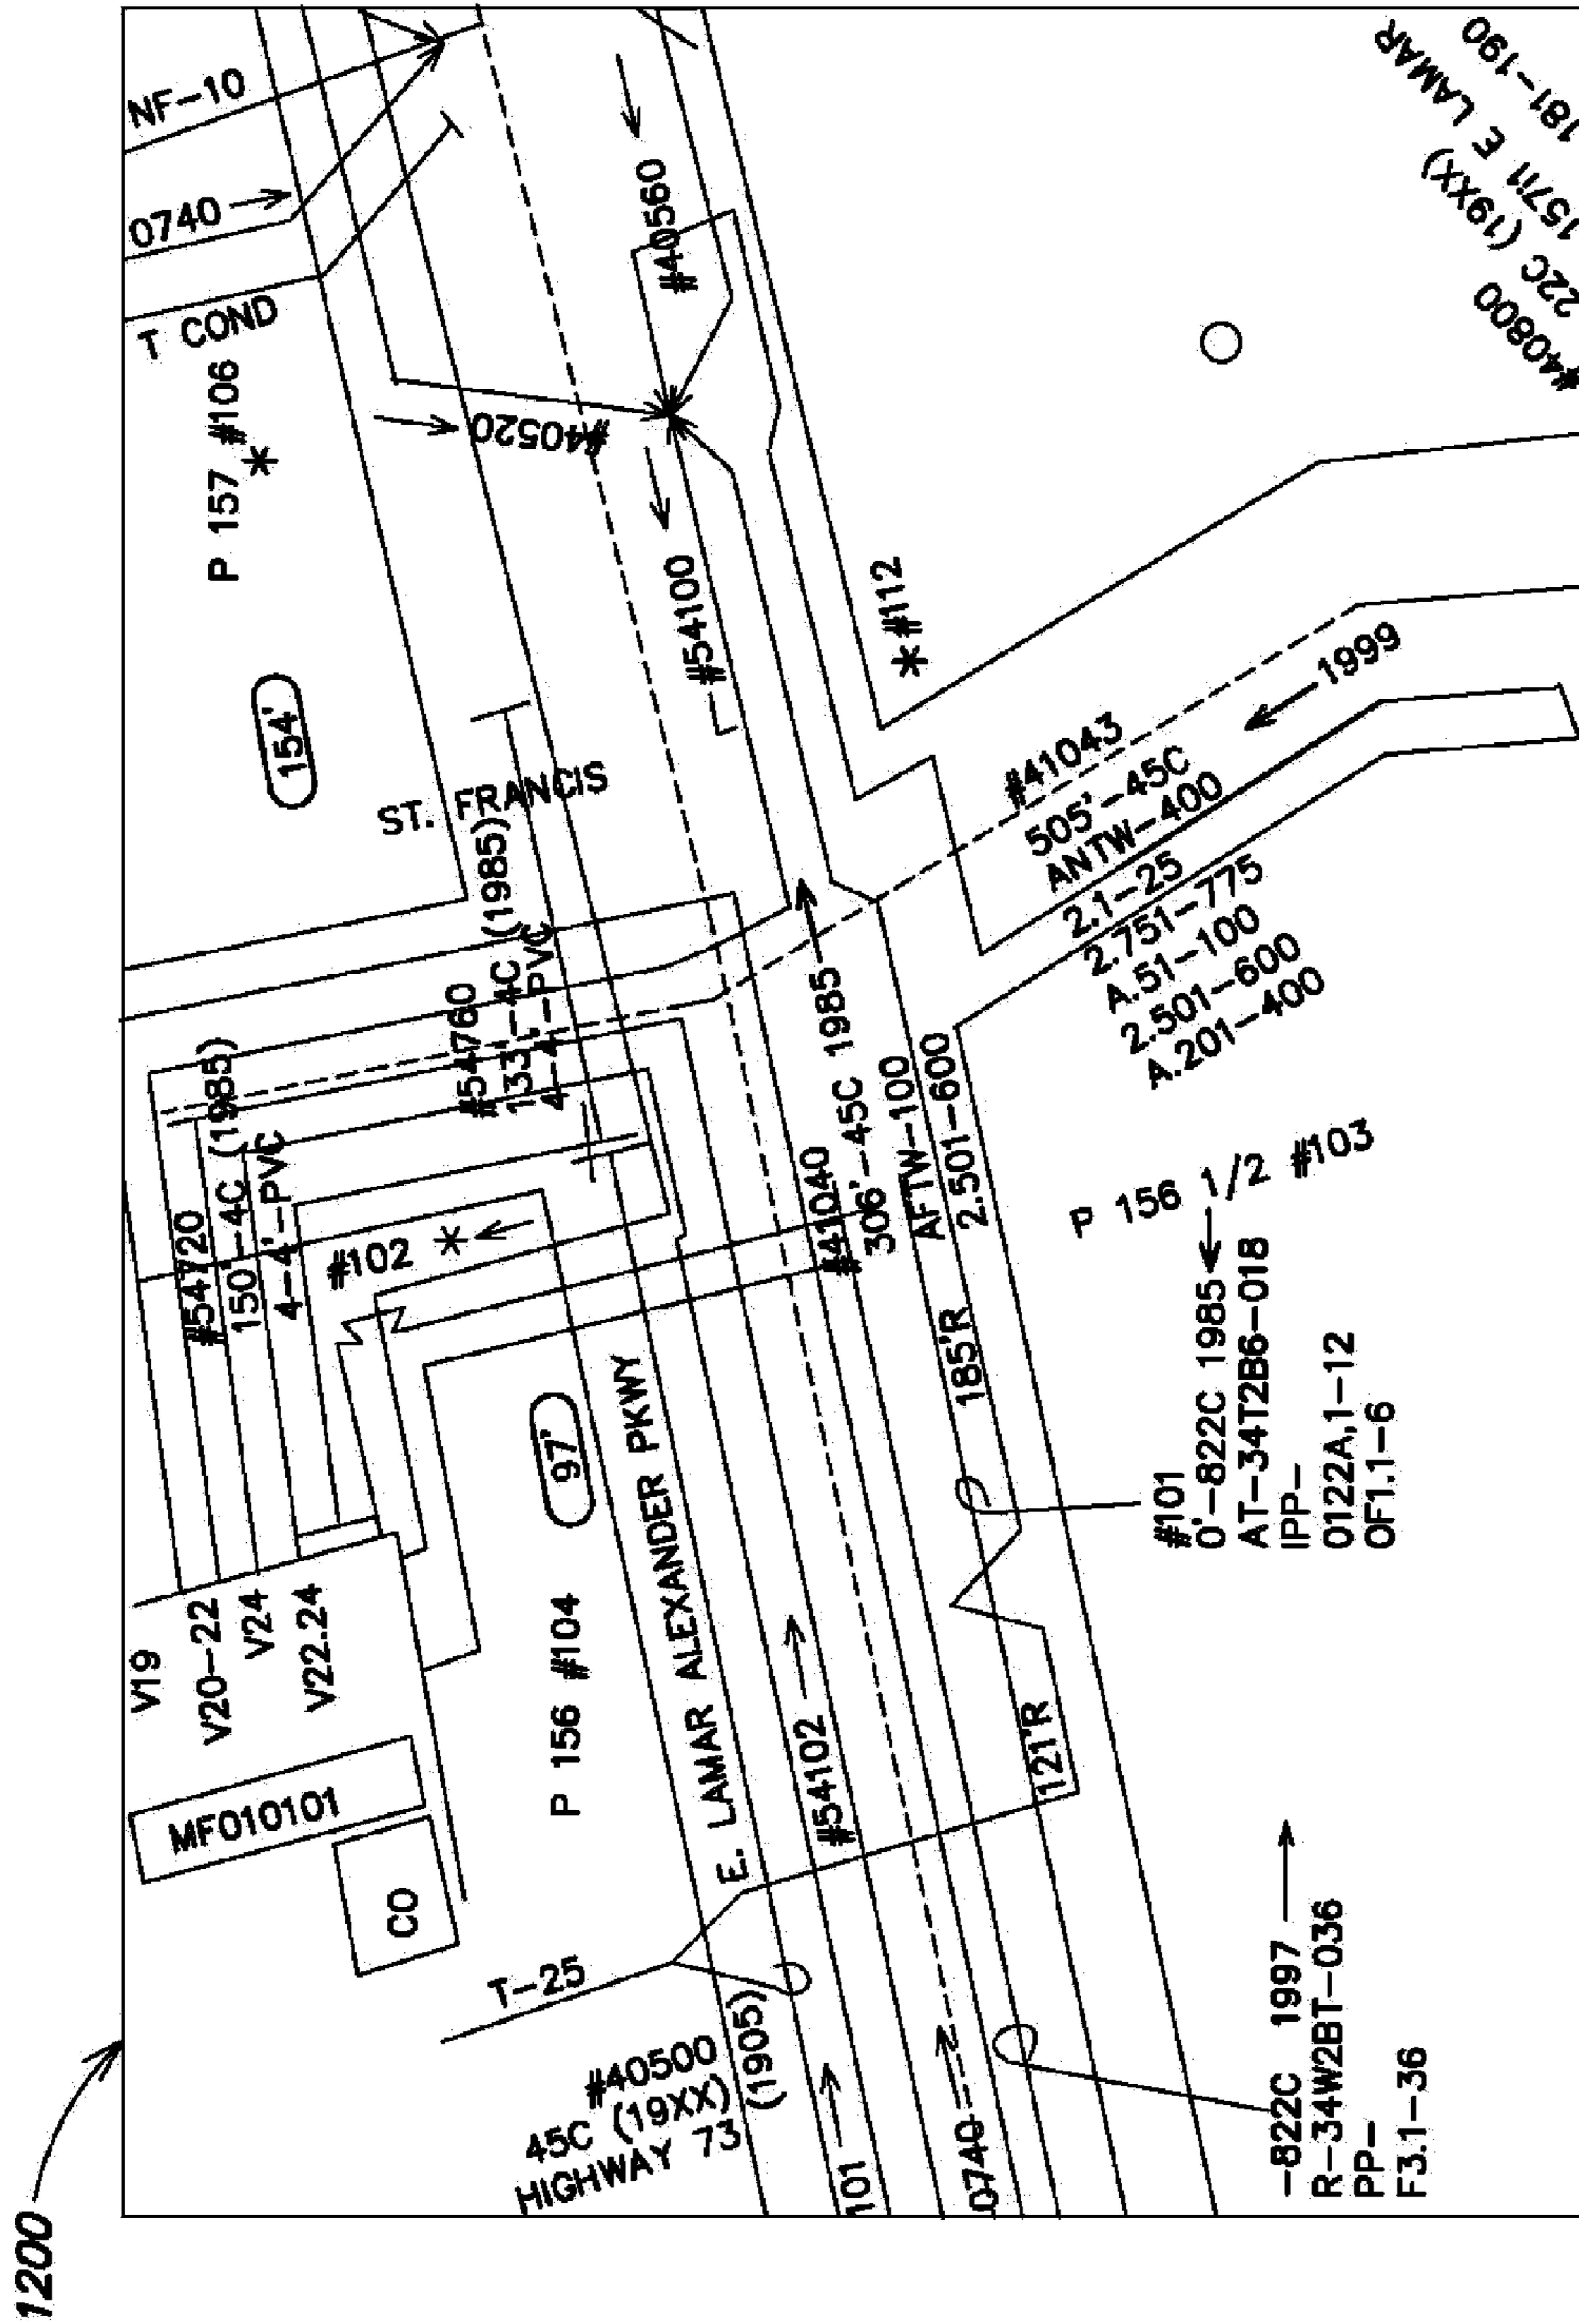 1200
V19
V20-22
V24
V22.24
MF010101
CO
#54720
150'-4C (1985)
4-4'-PVC
#102
*
P 156 #104
97'
T-25
#40500
45C (19XX)
HIGHWAY 73
(1905)
E. LAMAR ALEXANDER PKWY
#54760
133'-4C (1985)
4-4'-PVC
ST. FRANCIS
154'
P 157 #106
*
T COND
0740
NF-10
#40520
#40560
#54100
*#112
101
0740
#54102
121'R
185'R
#41040
306'-45C 1985
AFTW-100
2.501-600
#41043
505'-45C
ANTW-400
2.1-25
2.751-775
A.51-100
2.501-600
A.201-400
1999
P 156 1/2 #103
#101
0'-822C 1985
AT-34T2B6-018
IPP-
0122A,1-12
OF1.1-6
-822C 1997
R-34W2BT-036
PP-
F3.1-36
#40800
22C (19XX)
157/1 E LAMAR
181-190